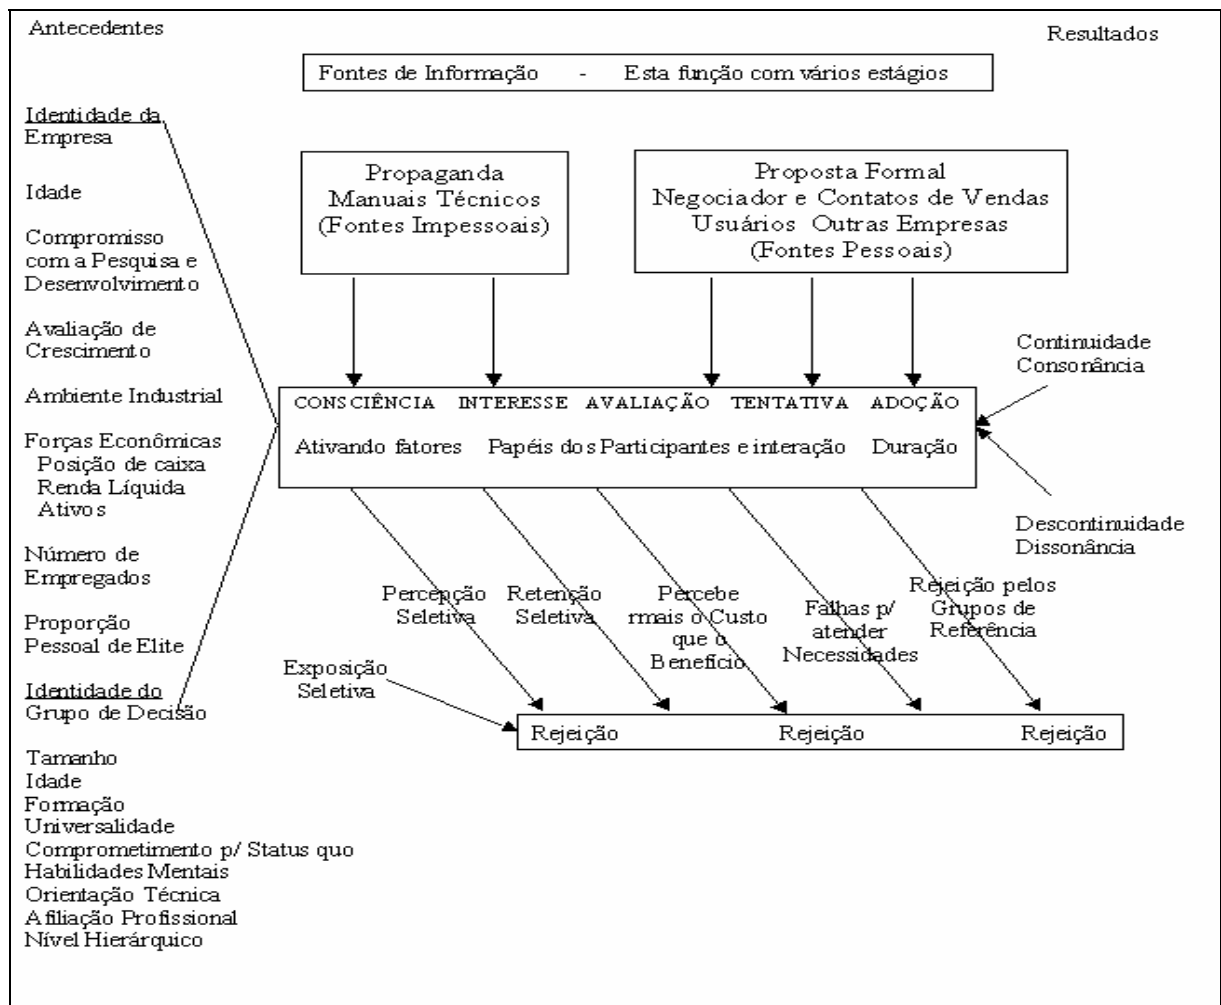 Antecedentes
Resultados
Fontes de Informação - Esta função com vários estágios
Identidade da
Empresa
Idade
Compromisso
com a Pesquisa e
Desenvolvimento
Avaliação de
Crescimento
Ambiente Industrial
Forças Econômicas
Posição de caixa
Renda Líquida
Ativos
Número de
Empregados
Proporção
Pessoal de Elite
Identidade do
Grupo de Decisão
Tamanho
Idade
Formação
Universalidade
Comprometimento p/ Status quo
Habilidades Mentais
Orientação Técnica
Afiliação Profissional
Nível Hierárquico
Propaganda
Manuais Técnicos
(Fontes Impessoais)
Proposta Formal
Negociador e Contatos de Vendas
Usuários Outras Empresas
(Fontes Pessoais)
CONSCIÊNCIA INTERESSE AVALIAÇÃO TENTATIVA ADOÇÃO
Ativando fatores Papéis dos Participantes e interação Duração
Continuidade
Consonância
Descontinuidade
Dissonância
Percepção
Seletiva
Retenção
Seletiva
Percebe
rmais o Custo
que o
Benefício
Falhas p/
atender
Necessidades
Rejeição pelos
Grupos de
Referência
Exposição
Seletiva
Rejeição Rejeição Rejeição